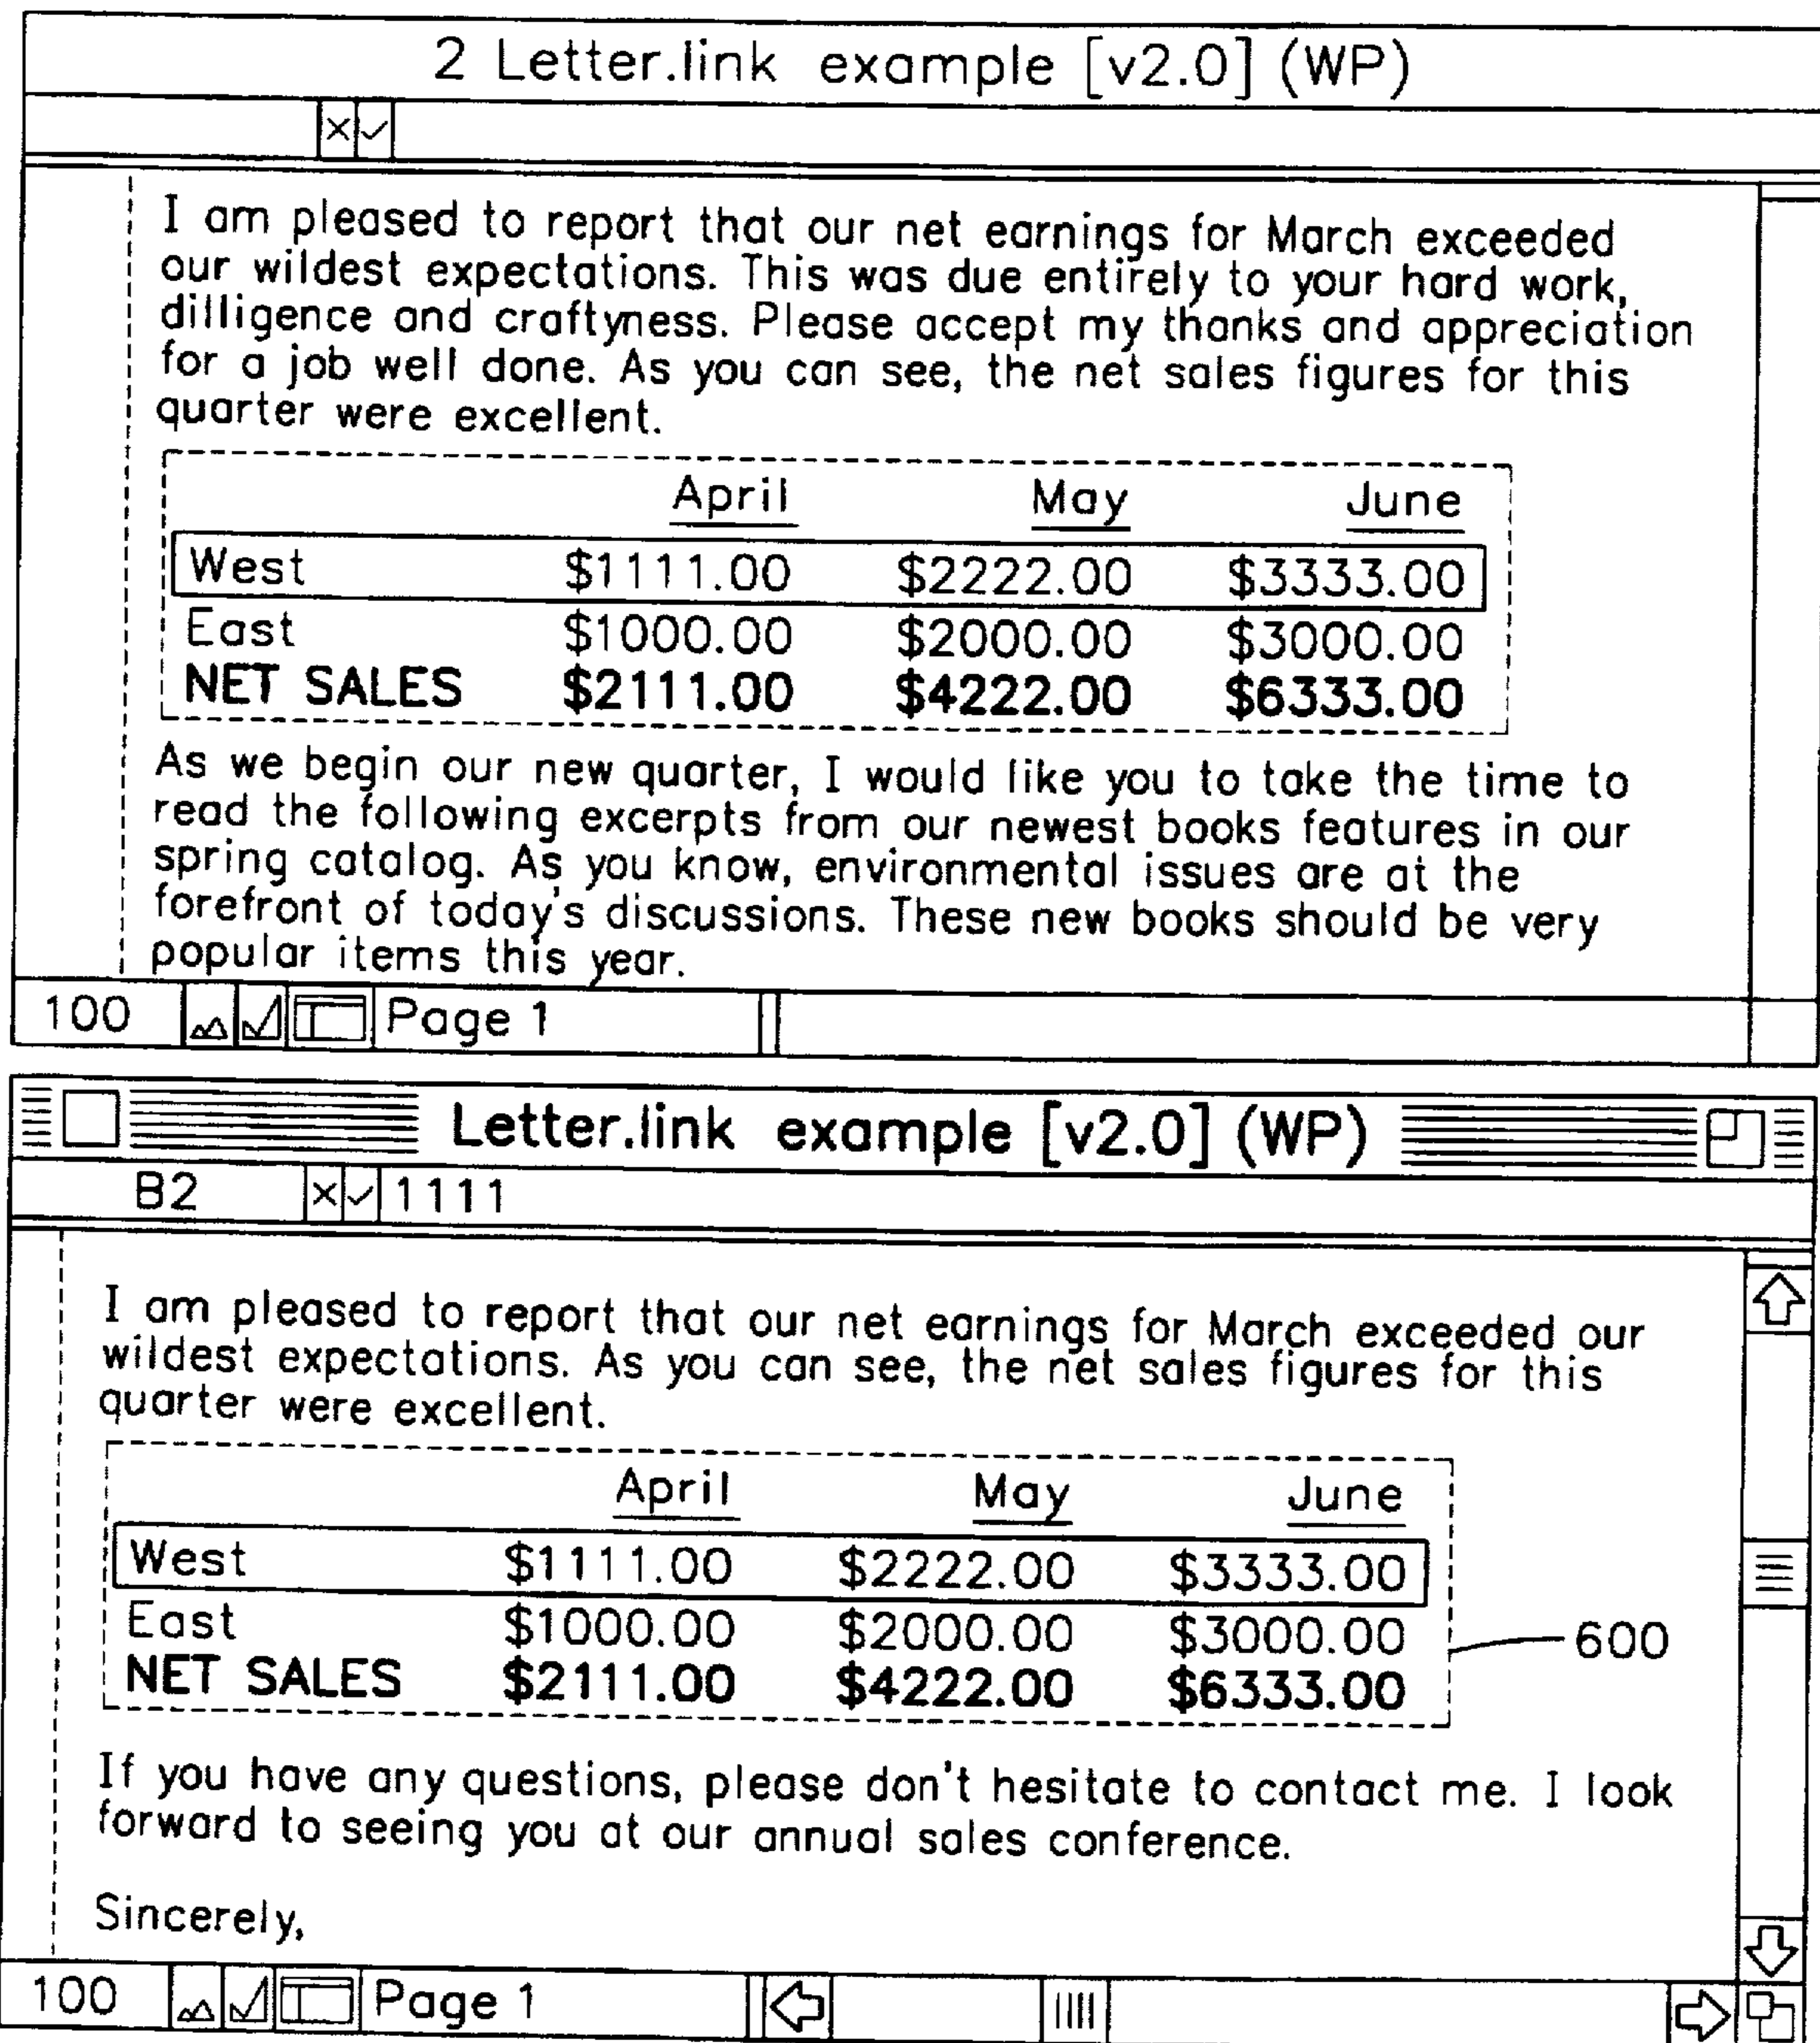 2 Letter.link example [v2.0] (WP)
I am pleased to report that our net earnings for March exceeded
our wildest expectations. This was due entirely to your hard work,
dilligence and craftyness. Please accept my thanks and appreciation
for a job well done. As you can see, the net sales figures for this
quarter were excellent.
April May June
West $1111.00 $2222.00 $3333.00
East $1000.00 $2000.00 $3000.00
NET SALES $2111.00 $4222.00 $6333.00
As we begin our new quarter, I would like you to take the time to
read the following excerpts from our newest books features in our
spring catalog. As you know, environmental issues are at the
forefront of today's discussions. These new books should be very
popular items this year.
100 Page 1
Letter.link example [v2.0] (WP)
B2 1111
I am pleased to report that our net earnings for March exceeded our
wildest expectations. As you can see, the net sales figures for this
quarter were excellent.
April May June
West $1111.00 $2222.00 $3333.00
East $1000.00 $2000.00 $3000.00
600
NET SALES $2111.00 $4222.00 $6333.00
If you have any questions, please don't hesitate to contact me. I look
forward to seeing you at our annual sales conference.
Sincerely,
100 Page 1